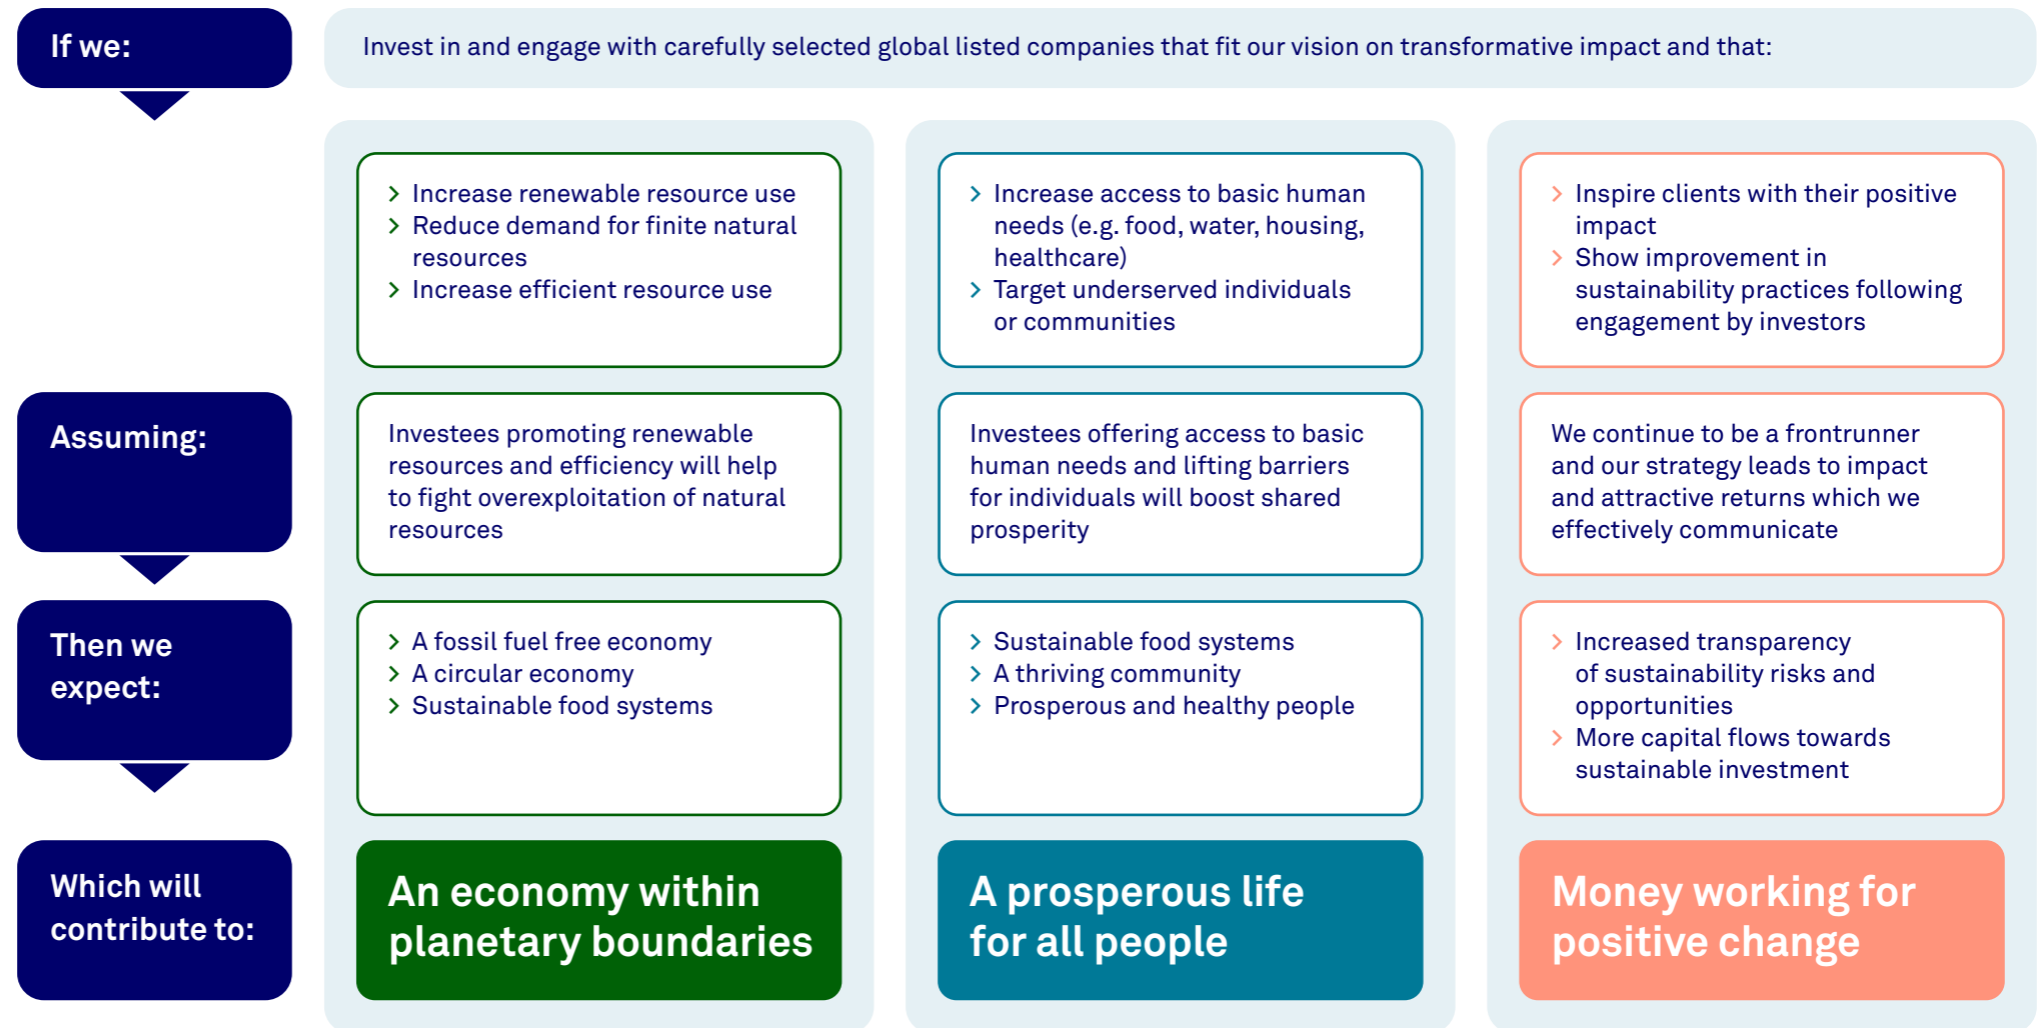 If we:
Invest in and engage with carefully selected global listed companies that fit our vision on transformative impact and that:
> Increase renewable resource use
> Reduce demand for finite natural
resources
> Increase efficient resource use
> Increase access to basic human
needs (e.g. food, water, housing,
healthcare)
> Target underserved individuals
or communities
> Inspire clients with their positive
impact
> Show improvement in
sustainability practices following
engagement by investors
Assuming:
Investees promoting renewable
resources and efficiency will help
to fight overexploitation of natural
resources
Investees offering access to basic
human needs and lifting barriers
for individuals will boost shared
prosperity
We continue to be a frontrunner
and our strategy leads to impact
and attractive returns which we
effectively communicate
Then we
expect:
> A fossil fuel free economy
> A circular economy
> Sustainable food systems
> Sustainable food systems
> A thriving community
> Prosperous and healthy people
> Increased transparency
of sustainability risks and
opportunities
> More capital flows towards
sustainable investment
Which will
contribute to:
An economy within
planetary boundaries
A prosperous life
for all people
Money working for
positive change